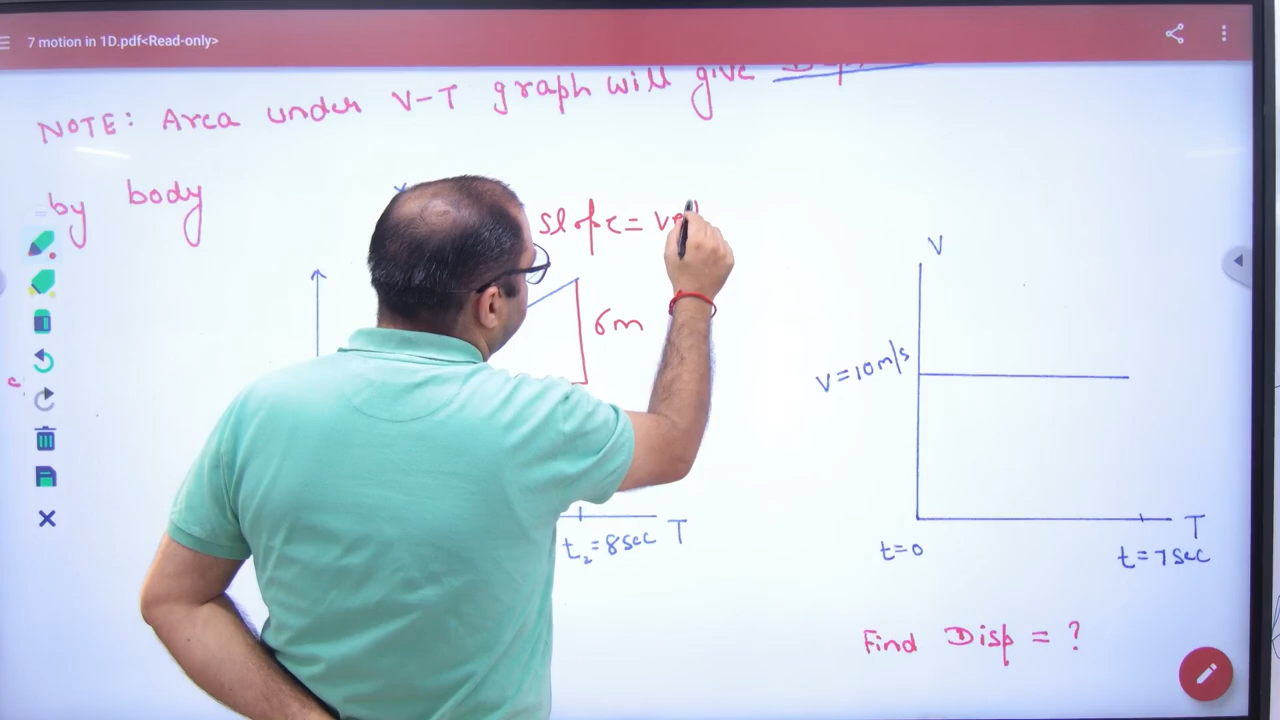 7 motion in 1D.pdf<Read-only>
NOTE: Area under V-T graph will give
by body
slope =
6m
t₂=8sec T
V
V=10m/s
t=0
T
t=7sec
Find Disp = ?